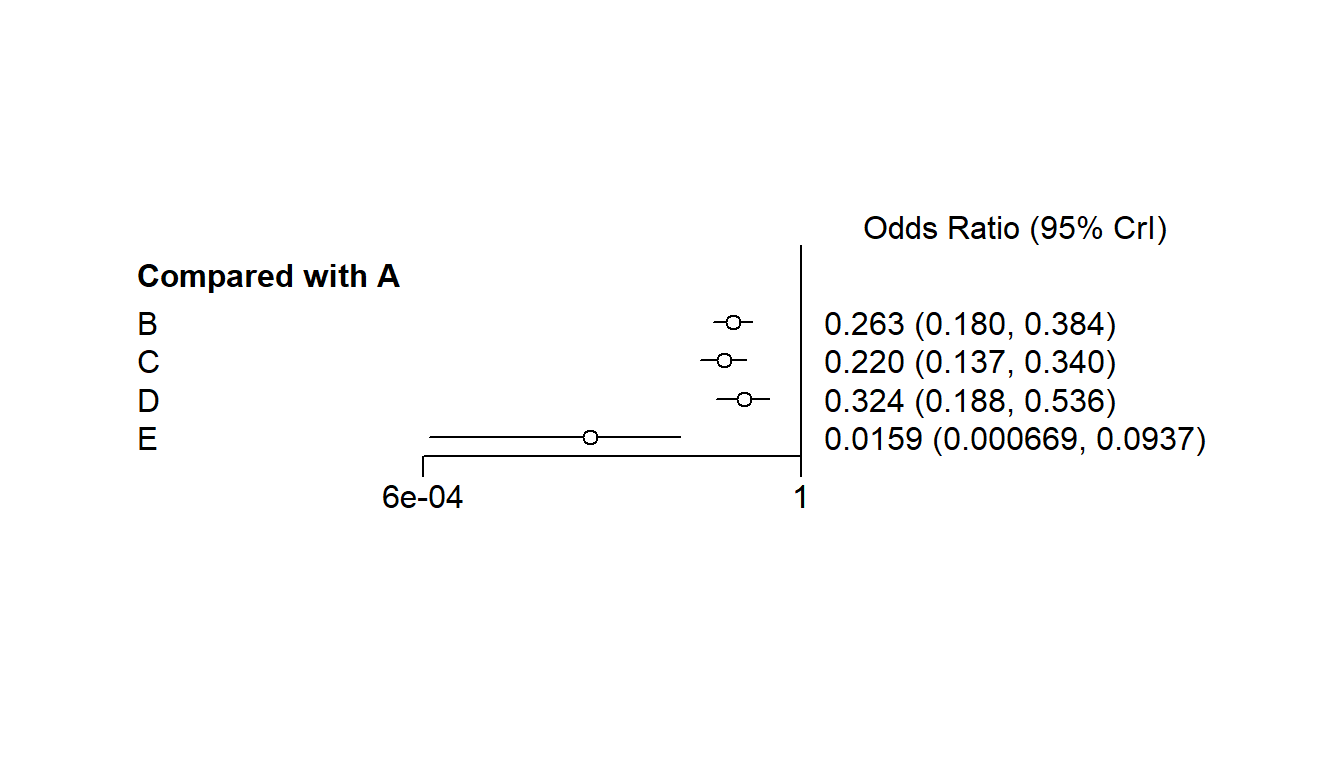 Odds Ratio (95% CrI)
Compared with A
B 0.263 (0.180, 0.384)
C 0.220 (0.137, 0.340)
D 0.324 (0.188, 0.536)
E 0.0159 (0.000669, 0.0937)
6e-04 1